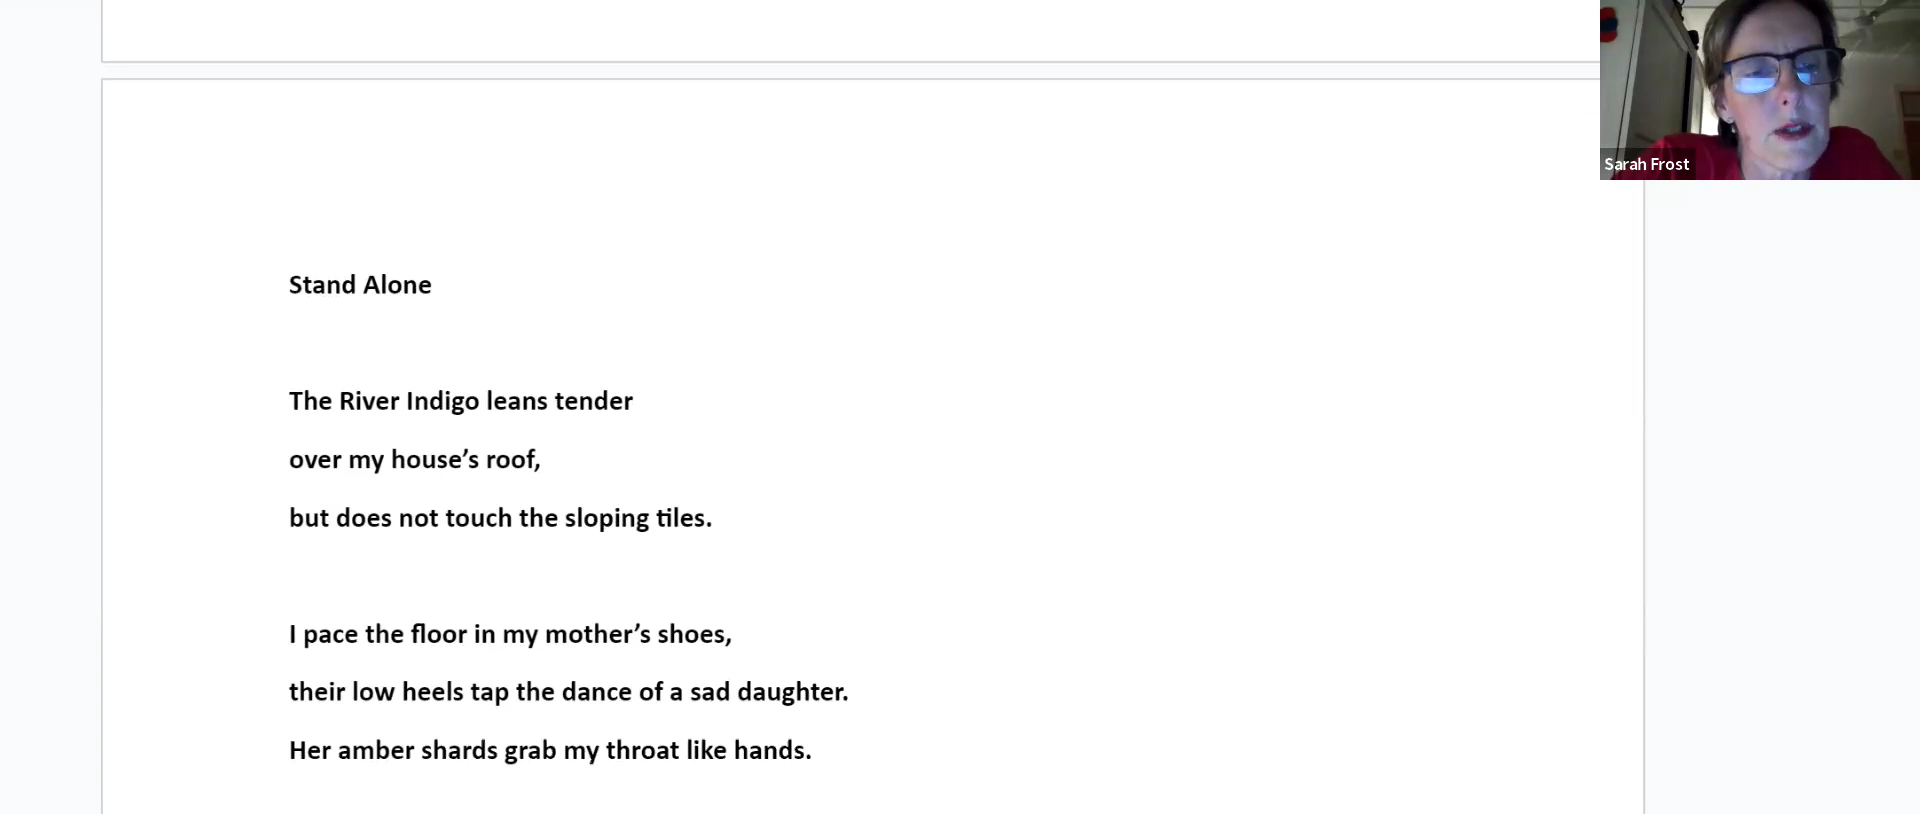 Sarah Frost
Stand Alone
The River Indigo leans tender
over my house’s roof,
but does not touch the sloping tiles.
I pace the floor in my mother’s shoes,
their low heels tap the dance of a sad daughter.
Her amber shards grab my throat like hands.